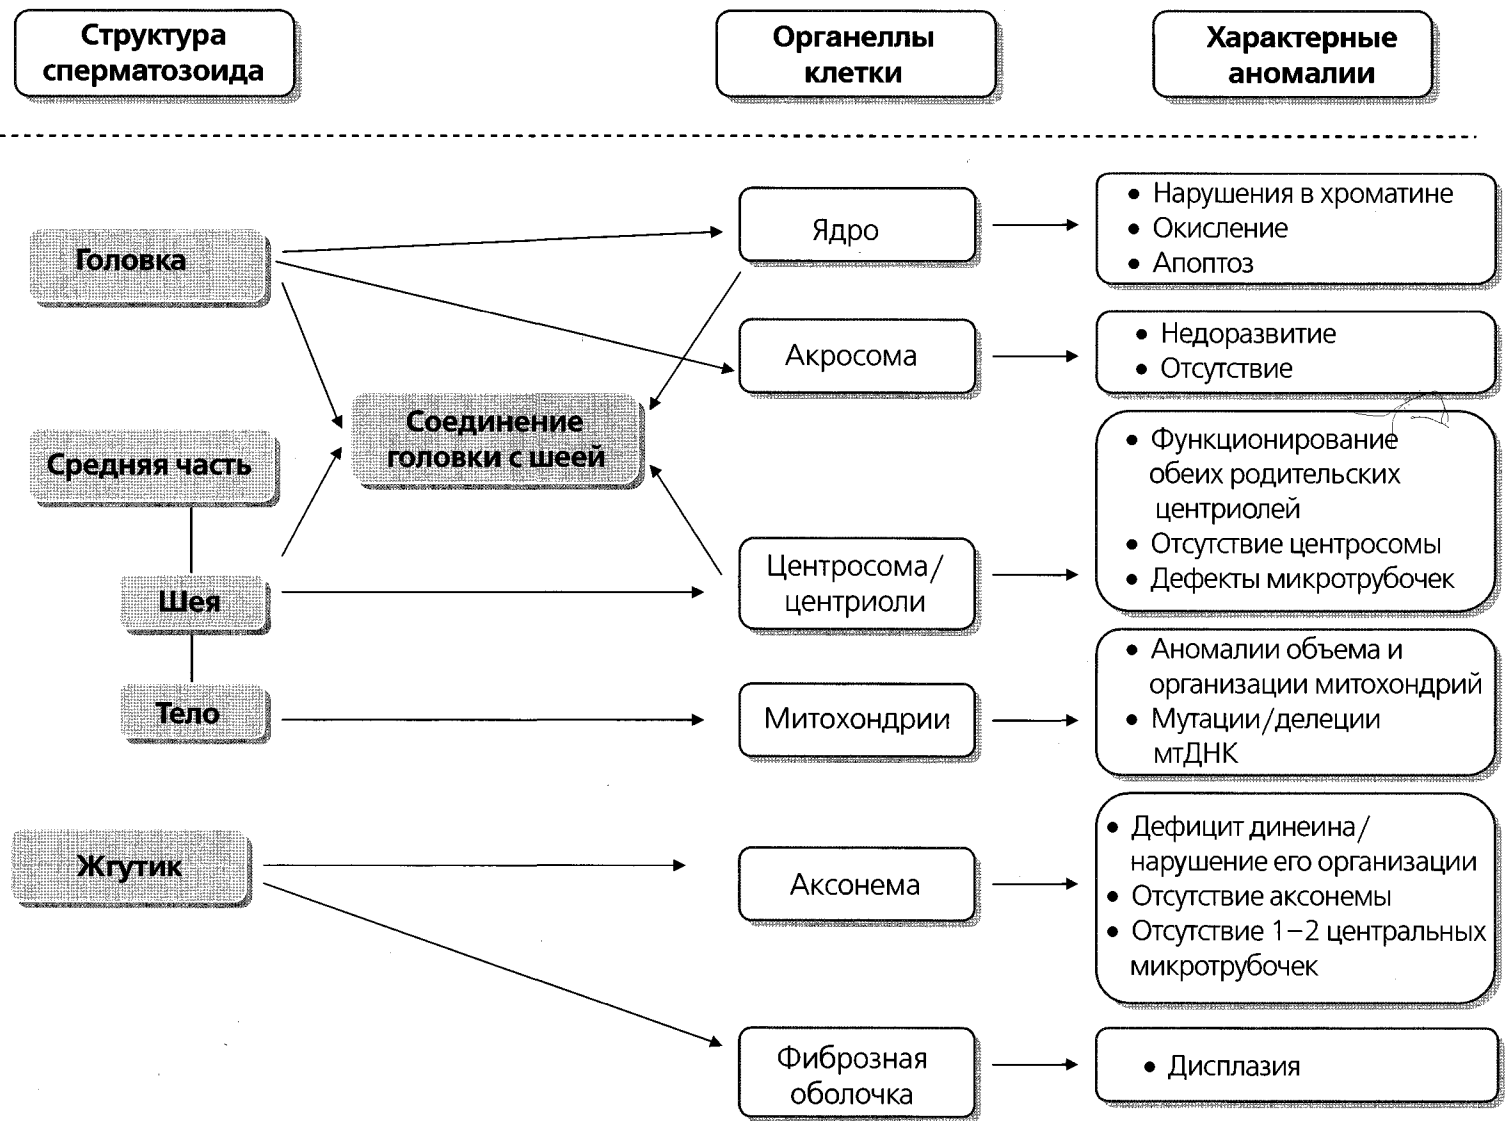 Структура
сперматозоида
Органеллы
клетки
Характерные
аномалии
Головка
Ядро
• Нарушения в хроматине
• Окисление
• Апоптоз
Акросома
• Недоразвитие
• Отсутствие
Соединение
головки с шеей
Средняя часть
Шея
Центросома/
центриоли
• Функционирование
обеих родительских
центриолей
• Отсутствие центросомы
• Дефекты микротрубочек
Тело
Митохондрии
• Аномалии объема и
организации митохондрий
• Мутации/делеции
мтДНК
Жгутик
Аксонема
• Дефицит динеина/
нарушение его организации
• Отсутствие аксонемы
• Отсутствие 1–2 центральных
микротрубочек
Фиброзная
оболочка
• Дисплазия